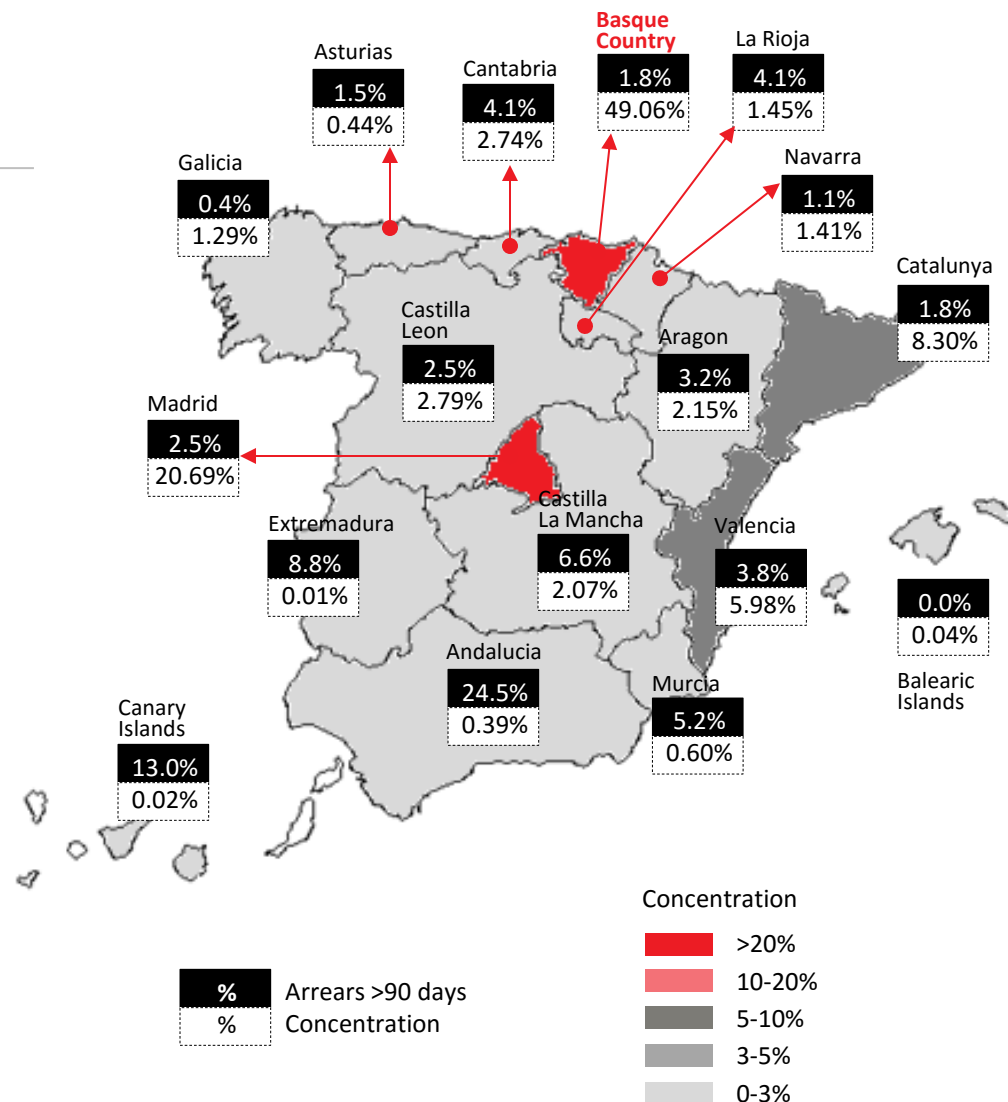 Basque
Country
1.8%
49.06%
La Rioja
4.1%
1.45%
Asturias
1.5%
0.44%
Cantabria
4.1%
2.74%
Galicia
0.4%
1.29%
Navarra
1.1%
1.41%
Catalunya
1.8%
8.30%
Castilla
Leon
2.5%
2.79%
Aragon
3.2%
2.15%
Madrid
2.5%
20.69%
Extremadura
8.8%
0.01%
Castilla
La Mancha
6.6%
2.07%
Valencia
3.8%
5.98%
0.0%
0.04%
Balearic
Islands
Andalucia
24.5%
0.39%
Murcia
5.2%
0.60%
Canary
Islands
13.0%
0.02%
% Arrears >90 days
% Concentration
Concentration
>20%
10-20%
5-10%
3-5%
0-3%